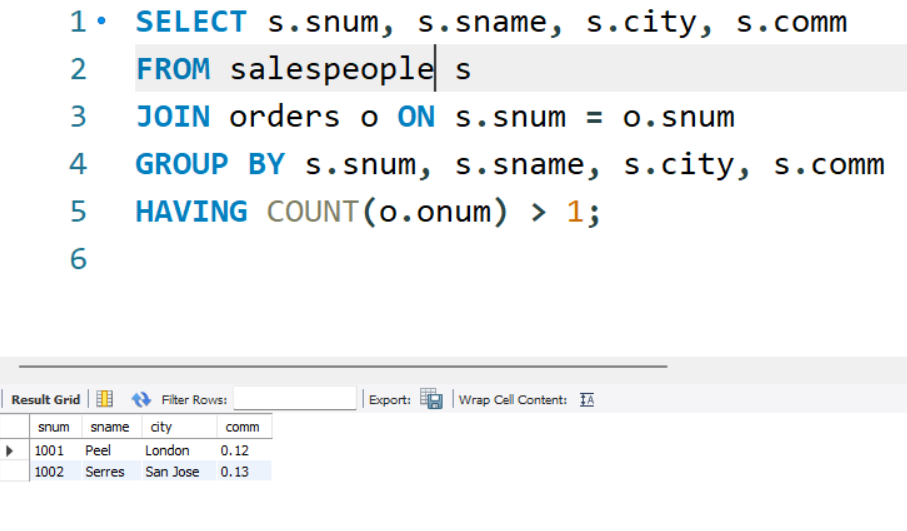 1 SELECT s.snum, s.sname, s.city, s.comm
2 FROM salespeople s
3 JOIN orders o ON s.snum = o.snum
4 GROUP BY s.snum, s.sname, s.city, s.comm
5 HAVING COUNT(o.onum) > 1;
6
Result Grid Filter Rows: Export: Wrap Cell Content: IA
snum sname city comm
1001 Peel London 0.12
1002 Serres San Jose 0.13